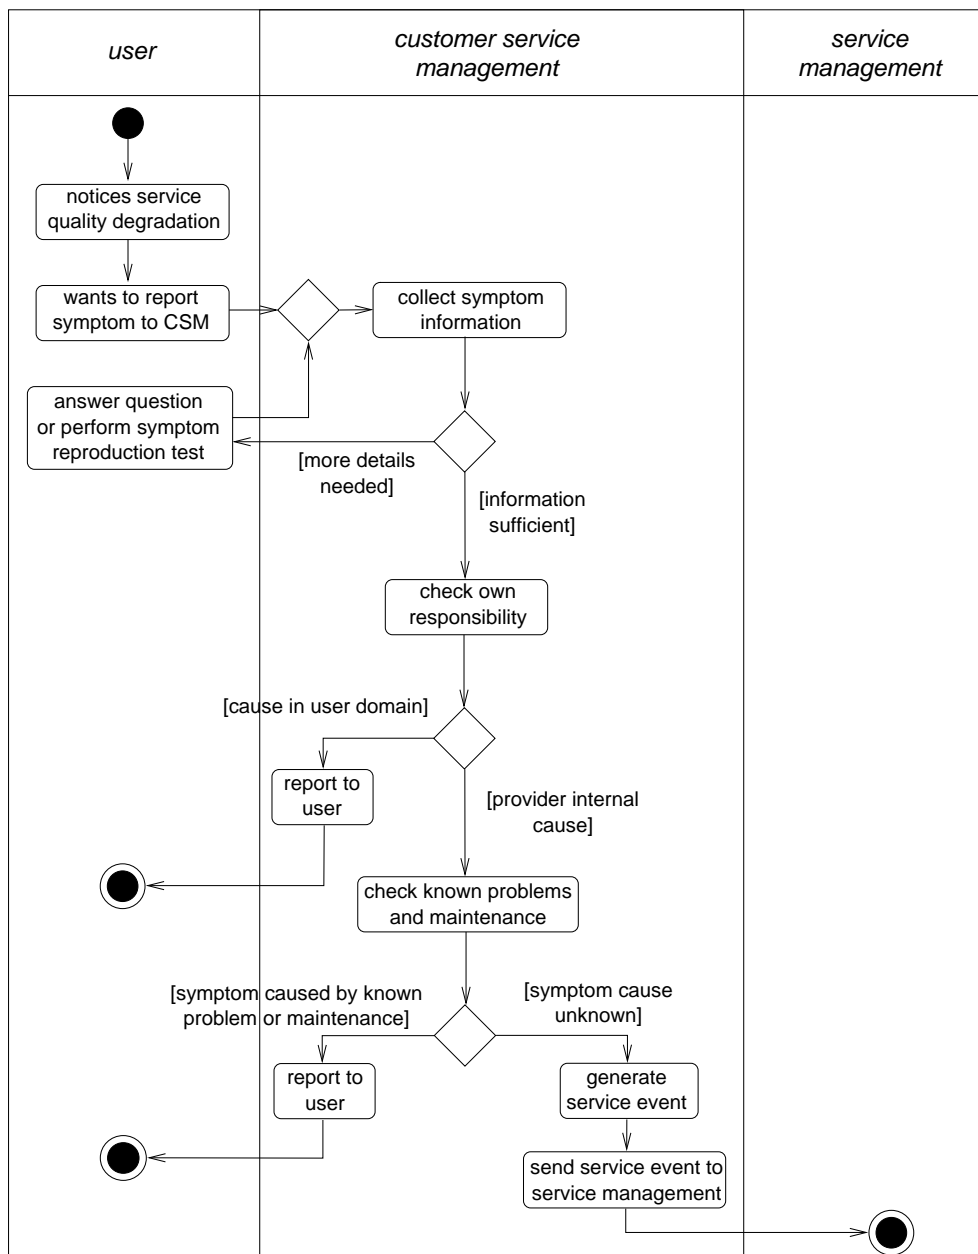 user
customer service
management
service
management
notices service
quality degradation
wants to report
symptom to CSM
collect symptom
information
answer question
or perform symptom
reproduction test
[more details
needed]
[information
sufficient]
check own
responsibility
[cause in user domain]
report to
user
[provider internal
cause]
check known problems
and maintenance
[symptom caused by known
problem or maintenance]
[symptom cause
unknown]
report to
user
generate
service event
send service event to
service management